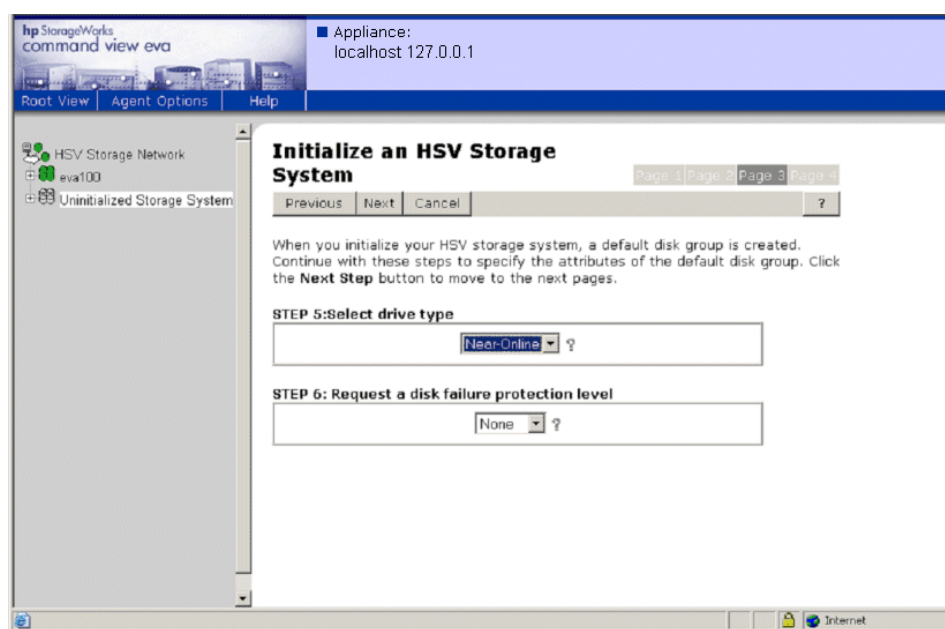 hp StorageWorks
command view eva
Appliance:
localhost 127.0.0.1
Root View Agent Options Help
HSV Storage Network
eva100
Uninitialized Storage System
Initialize an HSV Storage
System
Page 1 Page 2 Page 3 Page 4
Previous Next Cancel ?
When you initialize your HSV storage system, a default disk group is created.
Continue with these steps to specify the attributes of the default disk group. Click
the Next Step button to move to the next pages.
STEP 5:Select drive type
Near-Online ?
STEP 6: Request a disk failure protection level
None ?
Internet